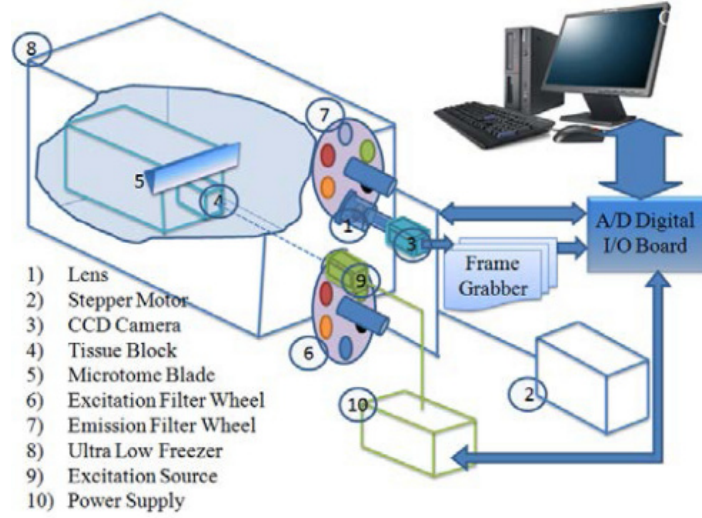 8
7
5
4
1
3
A/D Digital
I/O Board
Frame
Grabber
9
6
2
10
1) Lens
2) Stepper Motor
3) CCD Camera
4) Tissue Block
5) Microtome Blade
6) Excitation Filter Wheel
7) Emission Filter Wheel
8) Ultra Low Freezer
9) Excitation Source
10) Power Supply